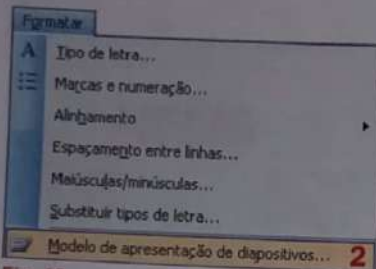 Formatar
A Tipo de letra...
Marcas e numeração...
Alinhamento
Espaçamento entre linhas...
Maiúsculas/minúsculas...
Substituir tipos de letra...
Modelo de apresentação de diapositivos... 2